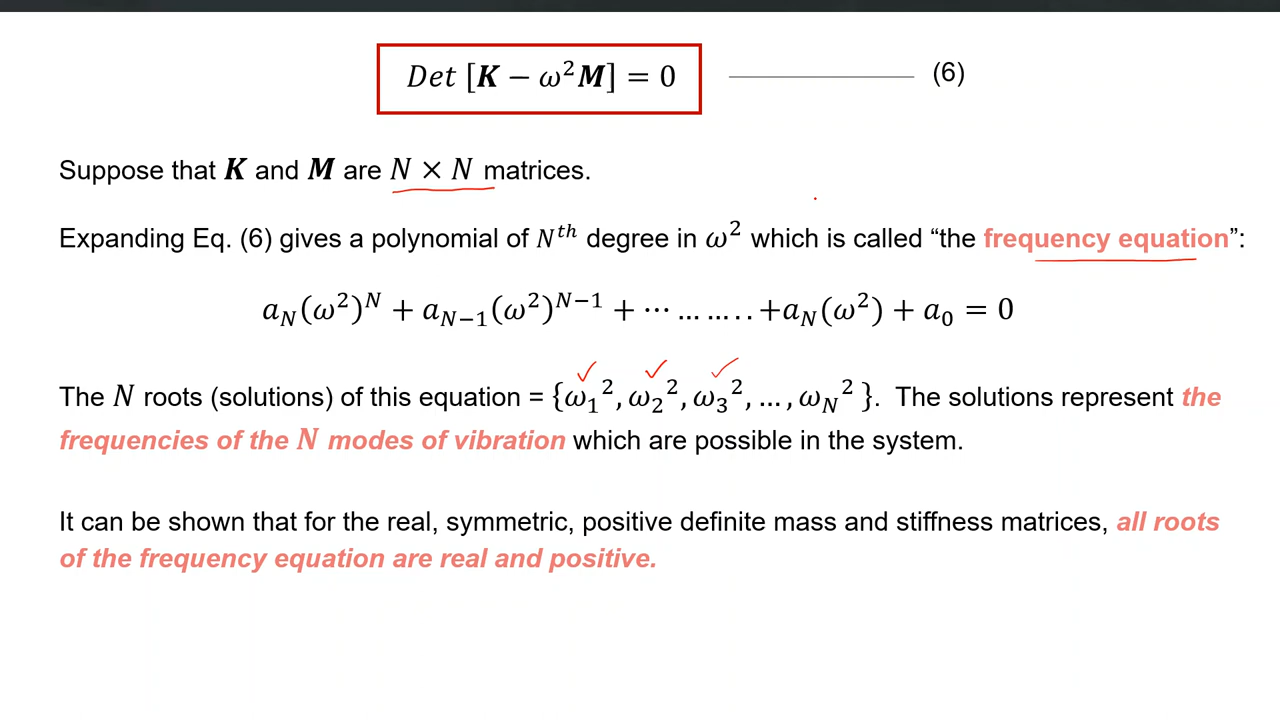 Det [K − ω²M] = 0 (6)
Suppose that K and M are N × N matrices.
Expanding Eq. (6) gives a polynomial of Nᵗʰ degree in ω² which is called “the frequency equation”:
a_N(ω²)^N + a_{N−1}(ω²)^{N−1} + ⋯ … … . . +a_N(ω²) + a_0 = 0
The N roots (solutions) of this equation = {ω_1², ω_2², ω_3², … , ω_N² }. The solutions represent the
frequencies of the N modes of vibration which are possible in the system.
It can be shown that for the real, symmetric, positive definite mass and stiffness matrices, all roots
of the frequency equation are real and positive.